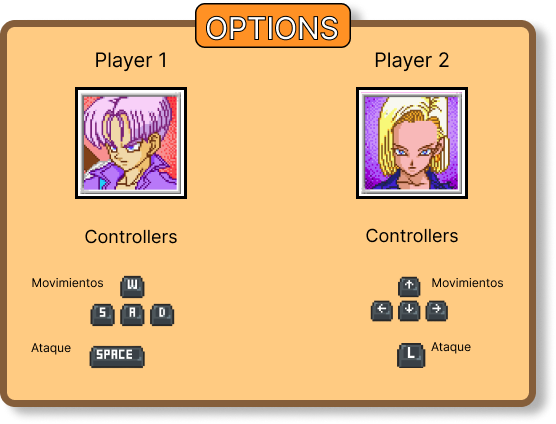 OPTIONS
Player 1
Player 2
Controllers
Controllers
Movimientos
W
↑
Movimientos
S A D
← ↓ →
Ataque
SPACE
L
Ataque